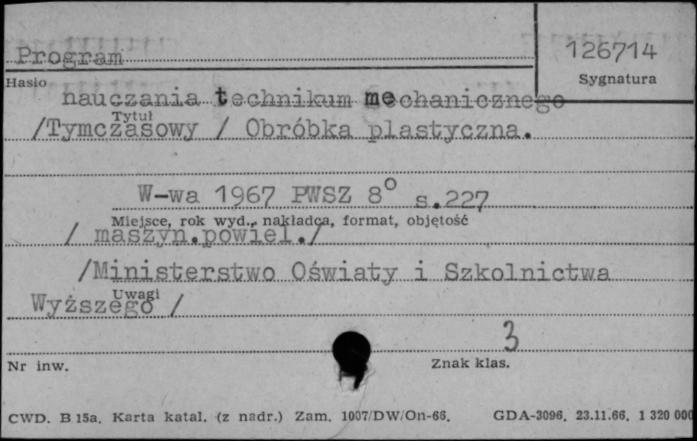 Program 126714
Hasło Sygnatura
nauczania technikum mechanicznego
Tytuł
/Tymczasowy / Obróbka plastyczna.
W-wa 1967 PWSZ 8° s.227
Miejsce, rok wyd., nakładca, format, objętość
/ maszyn.powiel./
/Ministerstwo Oświaty i Szkolnictwa
Uwagi
Wyższego /
3
Nr inw. Znak klas.
CWD. B 15a. Karta katal. (z nadr.) Zam. 1007/DW/On-66. GDA-3096. 23.11.66. 1 320 000